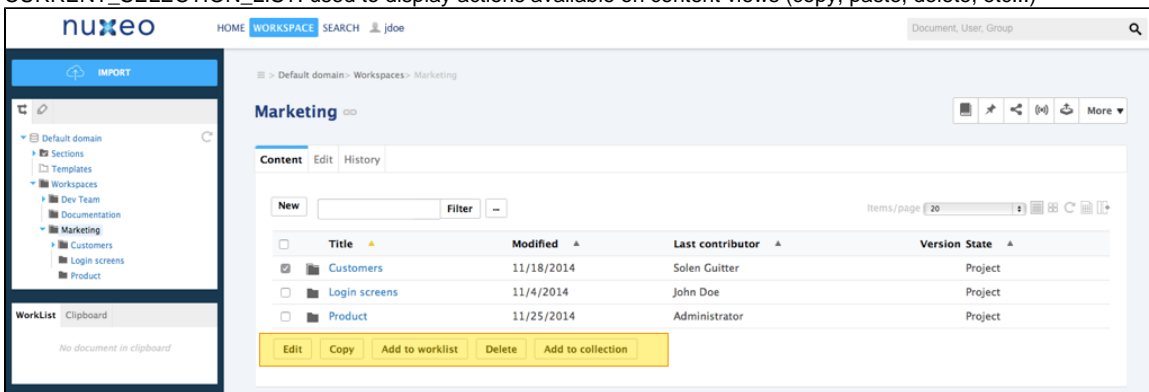 CURRENT_SELECTION_LIST: used to display actions available on content views (copy, paste, delete, etc...)
nuxeo
HOME WORKSPACE SEARCH jdoe
Document, User, Group
IMPORT
> Default domain> Workspaces> Marketing
Marketing
More
Default domain
Sections
Templates
Workspaces
Dev Team
Documentation
Marketing
Customers
Login screens
Product
Content Edit History
New Filter ...
Items/page 20
Title Modified Last contributor Version State
Customers 11/18/2014 Solen Guitter Project
Login screens 11/4/2014 John Doe Project
Product 11/25/2014 Administrator Project
WorkList Clipboard
No document in clipboard
Edit Copy Add to worklist Delete Add to collection